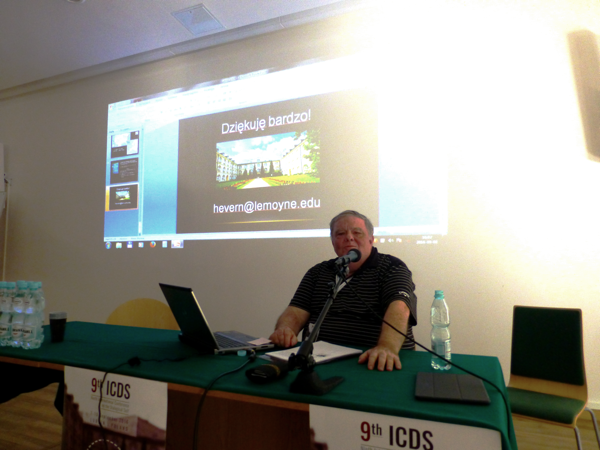 Dziękuję bardzo!
hevern@lemoyne.edu
9th ICDS
9th ICDS